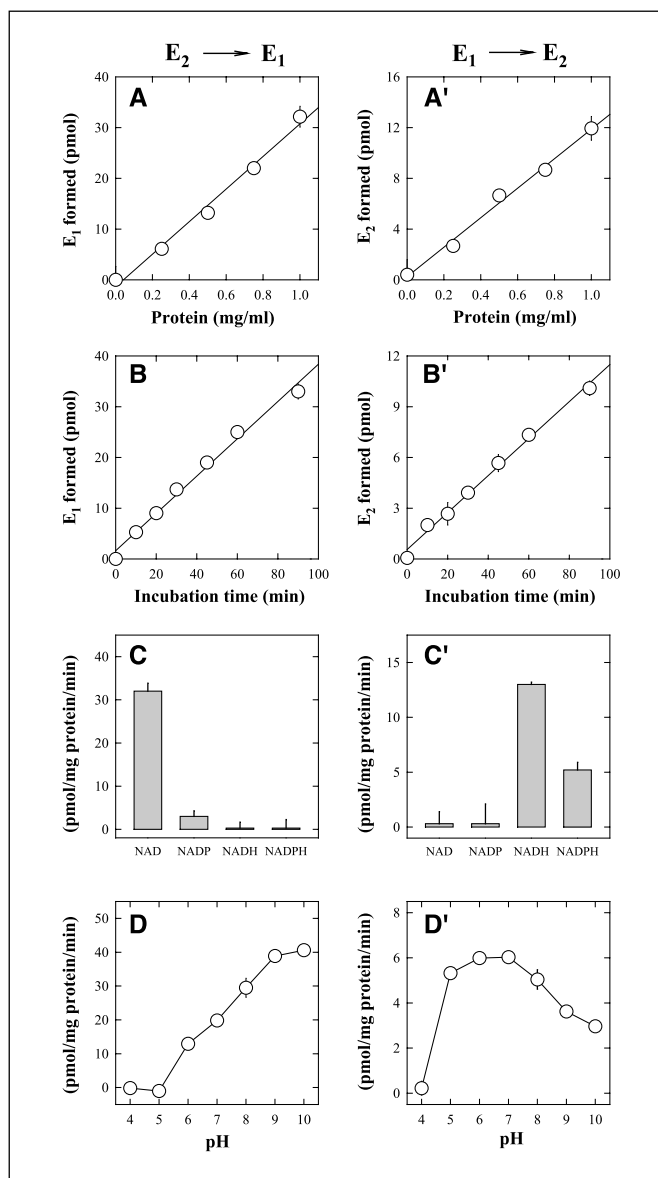 E2 → E1
E1 → E2
A
40
30
20
10
0
E1 formed (pmol)
0.0 0.2 0.4 0.6 0.8 1.0
Protein (mg/ml)
A'
16
12
8
4
0
E2 formed (pmol)
0.0 0.2 0.4 0.6 0.8 1.0
Protein (mg/ml)
B
40
30
20
10
0
E1 formed (pmol)
0 20 40 60 80 100
Incubation time (min)
B'
12
9
6
3
0
E2 formed (pmol)
0 20 40 60 80 100
Incubation time (min)
C
40
30
20
10
0
(pmol/mg protein/min)
NAD NADP NADH NADPH
C'
15
10
5
0
(pmol/mg protein/min)
NAD NADP NADH NADPH
D
50
40
30
20
10
0
(pmol/mg protein/min)
4 5 6 7 8 9 10
pH
D'
8
6
4
2
0
(pmol/mg protein/min)
4 5 6 7 8 9 10
pH